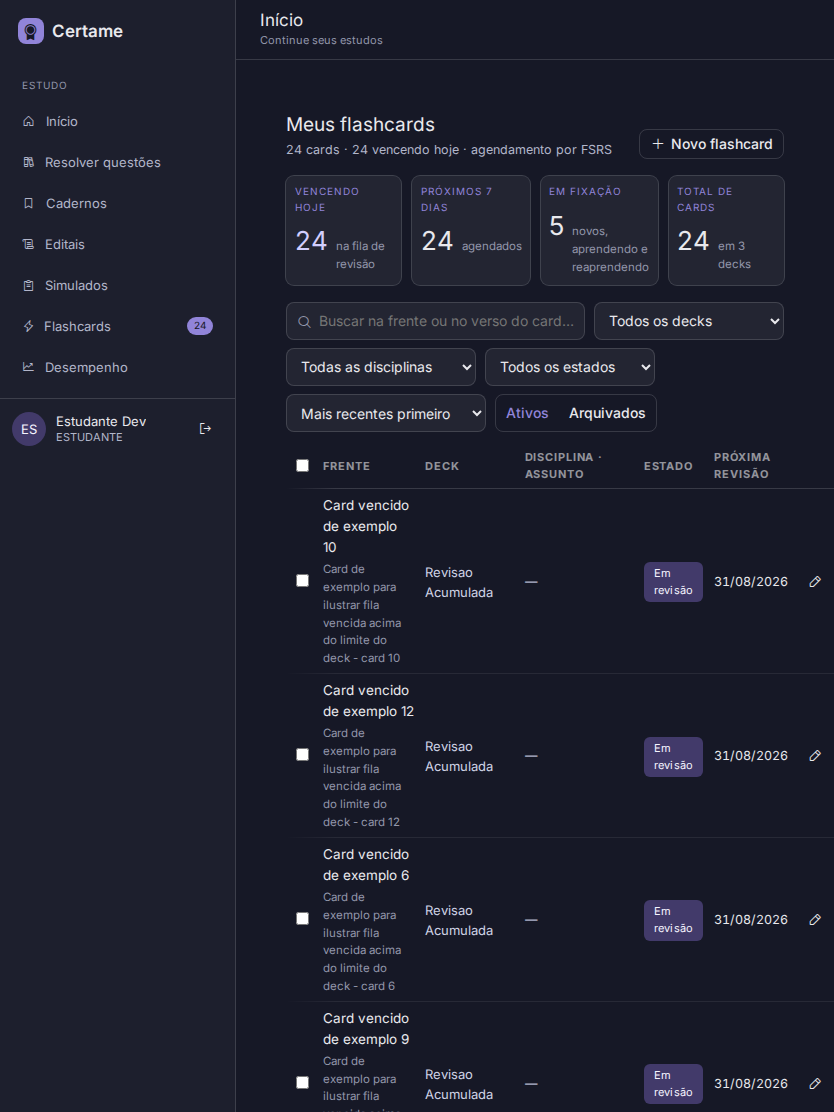 Certame
Início
Continue seus estudos
ESTUDO
Início
Resolver questões
Cadernos
Editais
Simulados
Flashcards 24
Desempenho
ES
Estudante Dev
ESTUDANTE
Meus flashcards
24 cards · 24 vencendo hoje · agendamento por FSRS
Novo flashcard
VENCENDO
HOJE
24 na fila de
revisão
PRÓXIMOS 7
DIAS
24 agendados
EM FIXAÇÃO
5 novos,
aprendendo e
reaprendendo
TOTAL DE
CARDS
24 em 3
decks
Buscar na frente ou no verso do card...
Todos os decks
Todas as disciplinas
Todos os estados
Mais recentes primeiro
Ativos Arquivados
FRENTE
DECK
DISCIPLINA ·
ASSUNTO
ESTADO
PRÓXIMA
REVISÃO
Card vencido
de exemplo
10
Card de
exemplo para
ilustrar fila
vencida acima
do limite do
deck - card 10
Revisao
Acumulada
—
Em
revisão
31/08/2026
Card vencido
de exemplo 12
Card de
exemplo para
ilustrar fila
vencida acima
do limite do
deck - card 12
Revisao
Acumulada
—
Em
revisão
31/08/2026
Card vencido
de exemplo 6
Card de
exemplo para
ilustrar fila
vencida acima
do limite do
deck - card 6
Revisao
Acumulada
—
Em
revisão
31/08/2026
Card vencido
de exemplo 9
Card de
exemplo para
ilustrar fila
vencida acima
Revisao
Acumulada
—
Em
revisão
31/08/2026